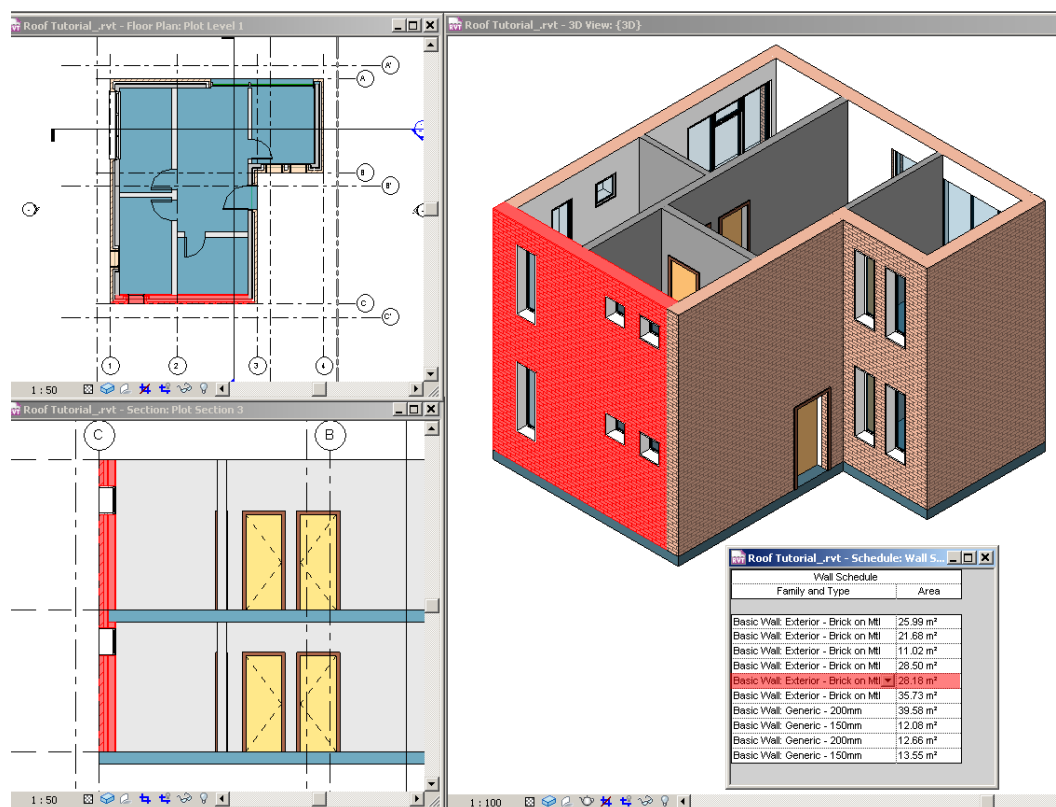 Roof Tutorial_.rvt - Floor Plan: Plot Level 1
A'
A
B
B'
C
C'
1
2
3
4
1 : 50
Roof Tutorial_.rvt - Section: Plot Section 3
C
B
1 : 50
Roof Tutorial_.rvt - 3D View: {3D}
1 : 100
Roof Tutorial_.rvt - Schedule: Wall S...
Wall Schedule
Family and Type Area
Basic Wall: Exterior - Brick on Mtl 25.99 m²
Basic Wall: Exterior - Brick on Mtl 21.68 m²
Basic Wall: Exterior - Brick on Mtl 11.02 m²
Basic Wall: Exterior - Brick on Mtl 28.50 m²
Basic Wall: Exterior - Brick on Mtl 28.18 m²
Basic Wall: Exterior - Brick on Mtl 35.73 m²
Basic Wall: Generic - 200mm 39.58 m²
Basic Wall: Generic - 150mm 12.08 m²
Basic Wall: Generic - 200mm 12.66 m²
Basic Wall: Generic - 150mm 13.55 m²